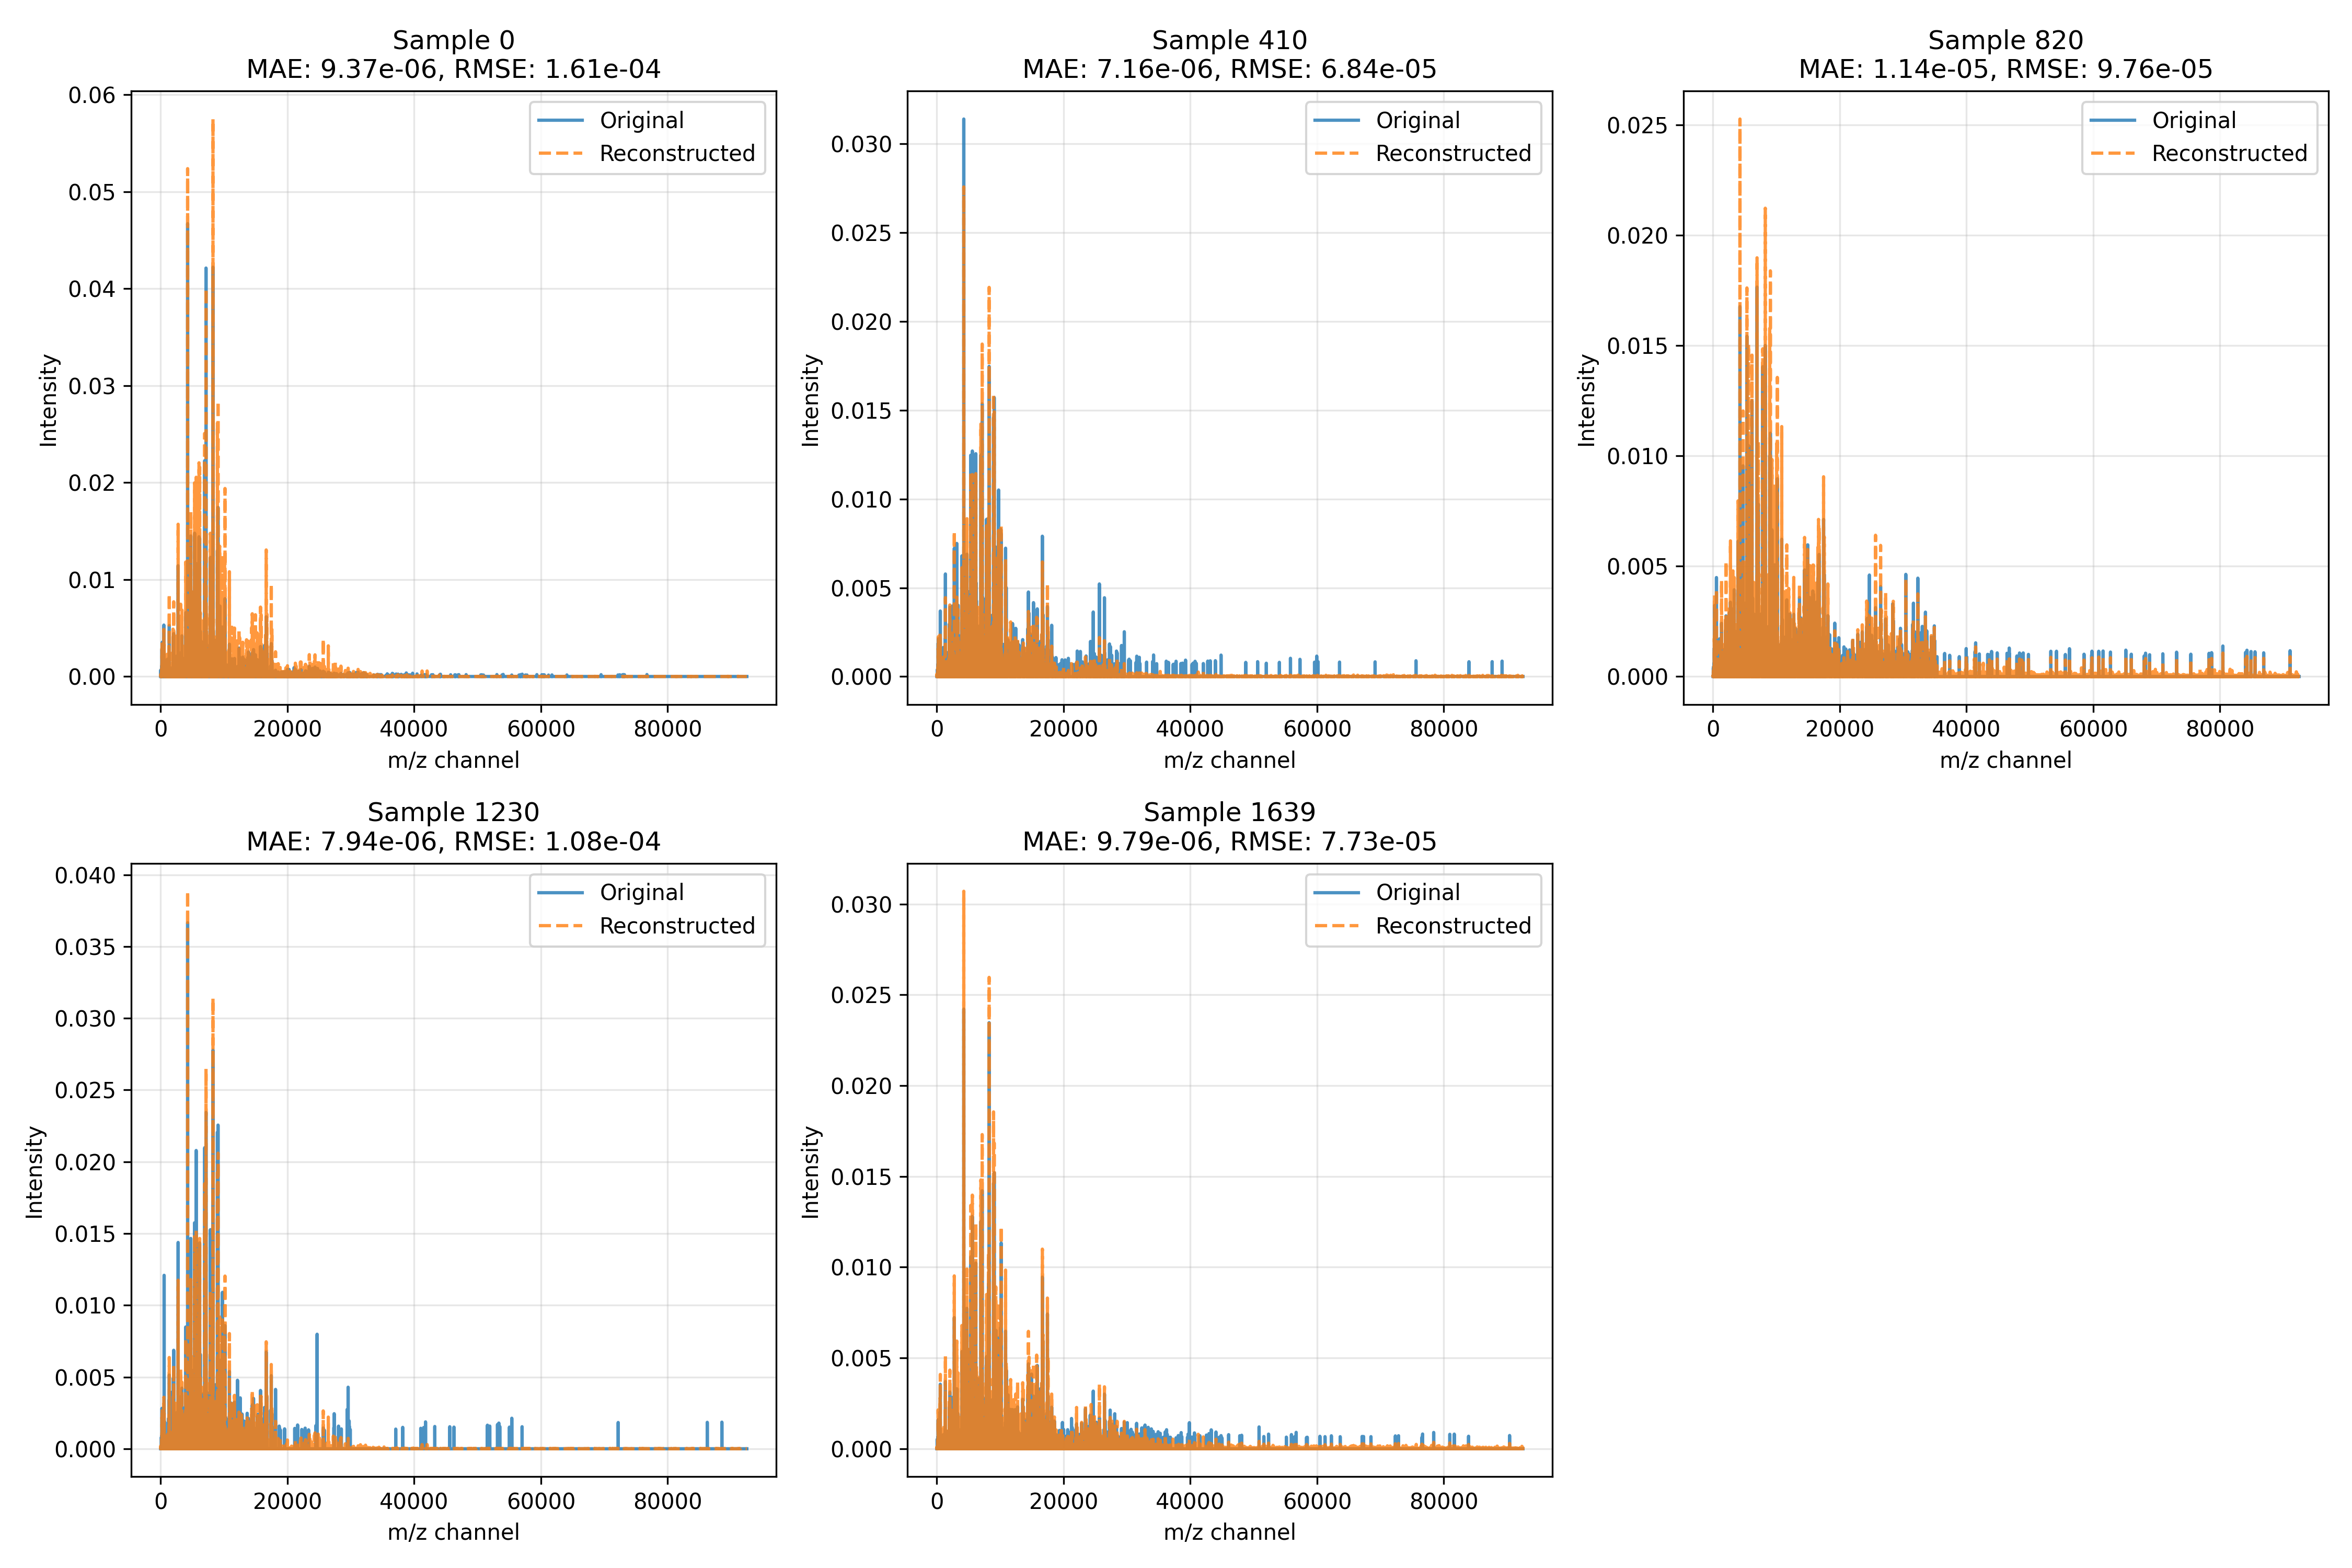 Sample 0
MAE: 9.37e-06, RMSE: 1.61e-04
Original
Reconstructed
Intensity
0.06
0.05
0.04
0.03
0.02
0.01
0.00
0 20000 40000 60000 80000
m/z channel
Sample 410
MAE: 7.16e-06, RMSE: 6.84e-05
Original
Reconstructed
Intensity
0.030
0.025
0.020
0.015
0.010
0.005
0.000
0 20000 40000 60000 80000
m/z channel
Sample 820
MAE: 1.14e-05, RMSE: 9.76e-05
Original
Reconstructed
Intensity
0.025
0.020
0.015
0.010
0.005
0.000
0 20000 40000 60000 80000
m/z channel
Sample 1230
MAE: 7.94e-06, RMSE: 1.08e-04
Original
Reconstructed
Intensity
0.040
0.035
0.030
0.025
0.020
0.015
0.010
0.005
0.000
0 20000 40000 60000 80000
m/z channel
Sample 1639
MAE: 9.79e-06, RMSE: 7.73e-05
Original
Reconstructed
Intensity
0.030
0.025
0.020
0.015
0.010
0.005
0.000
0 20000 40000 60000 80000
m/z channel